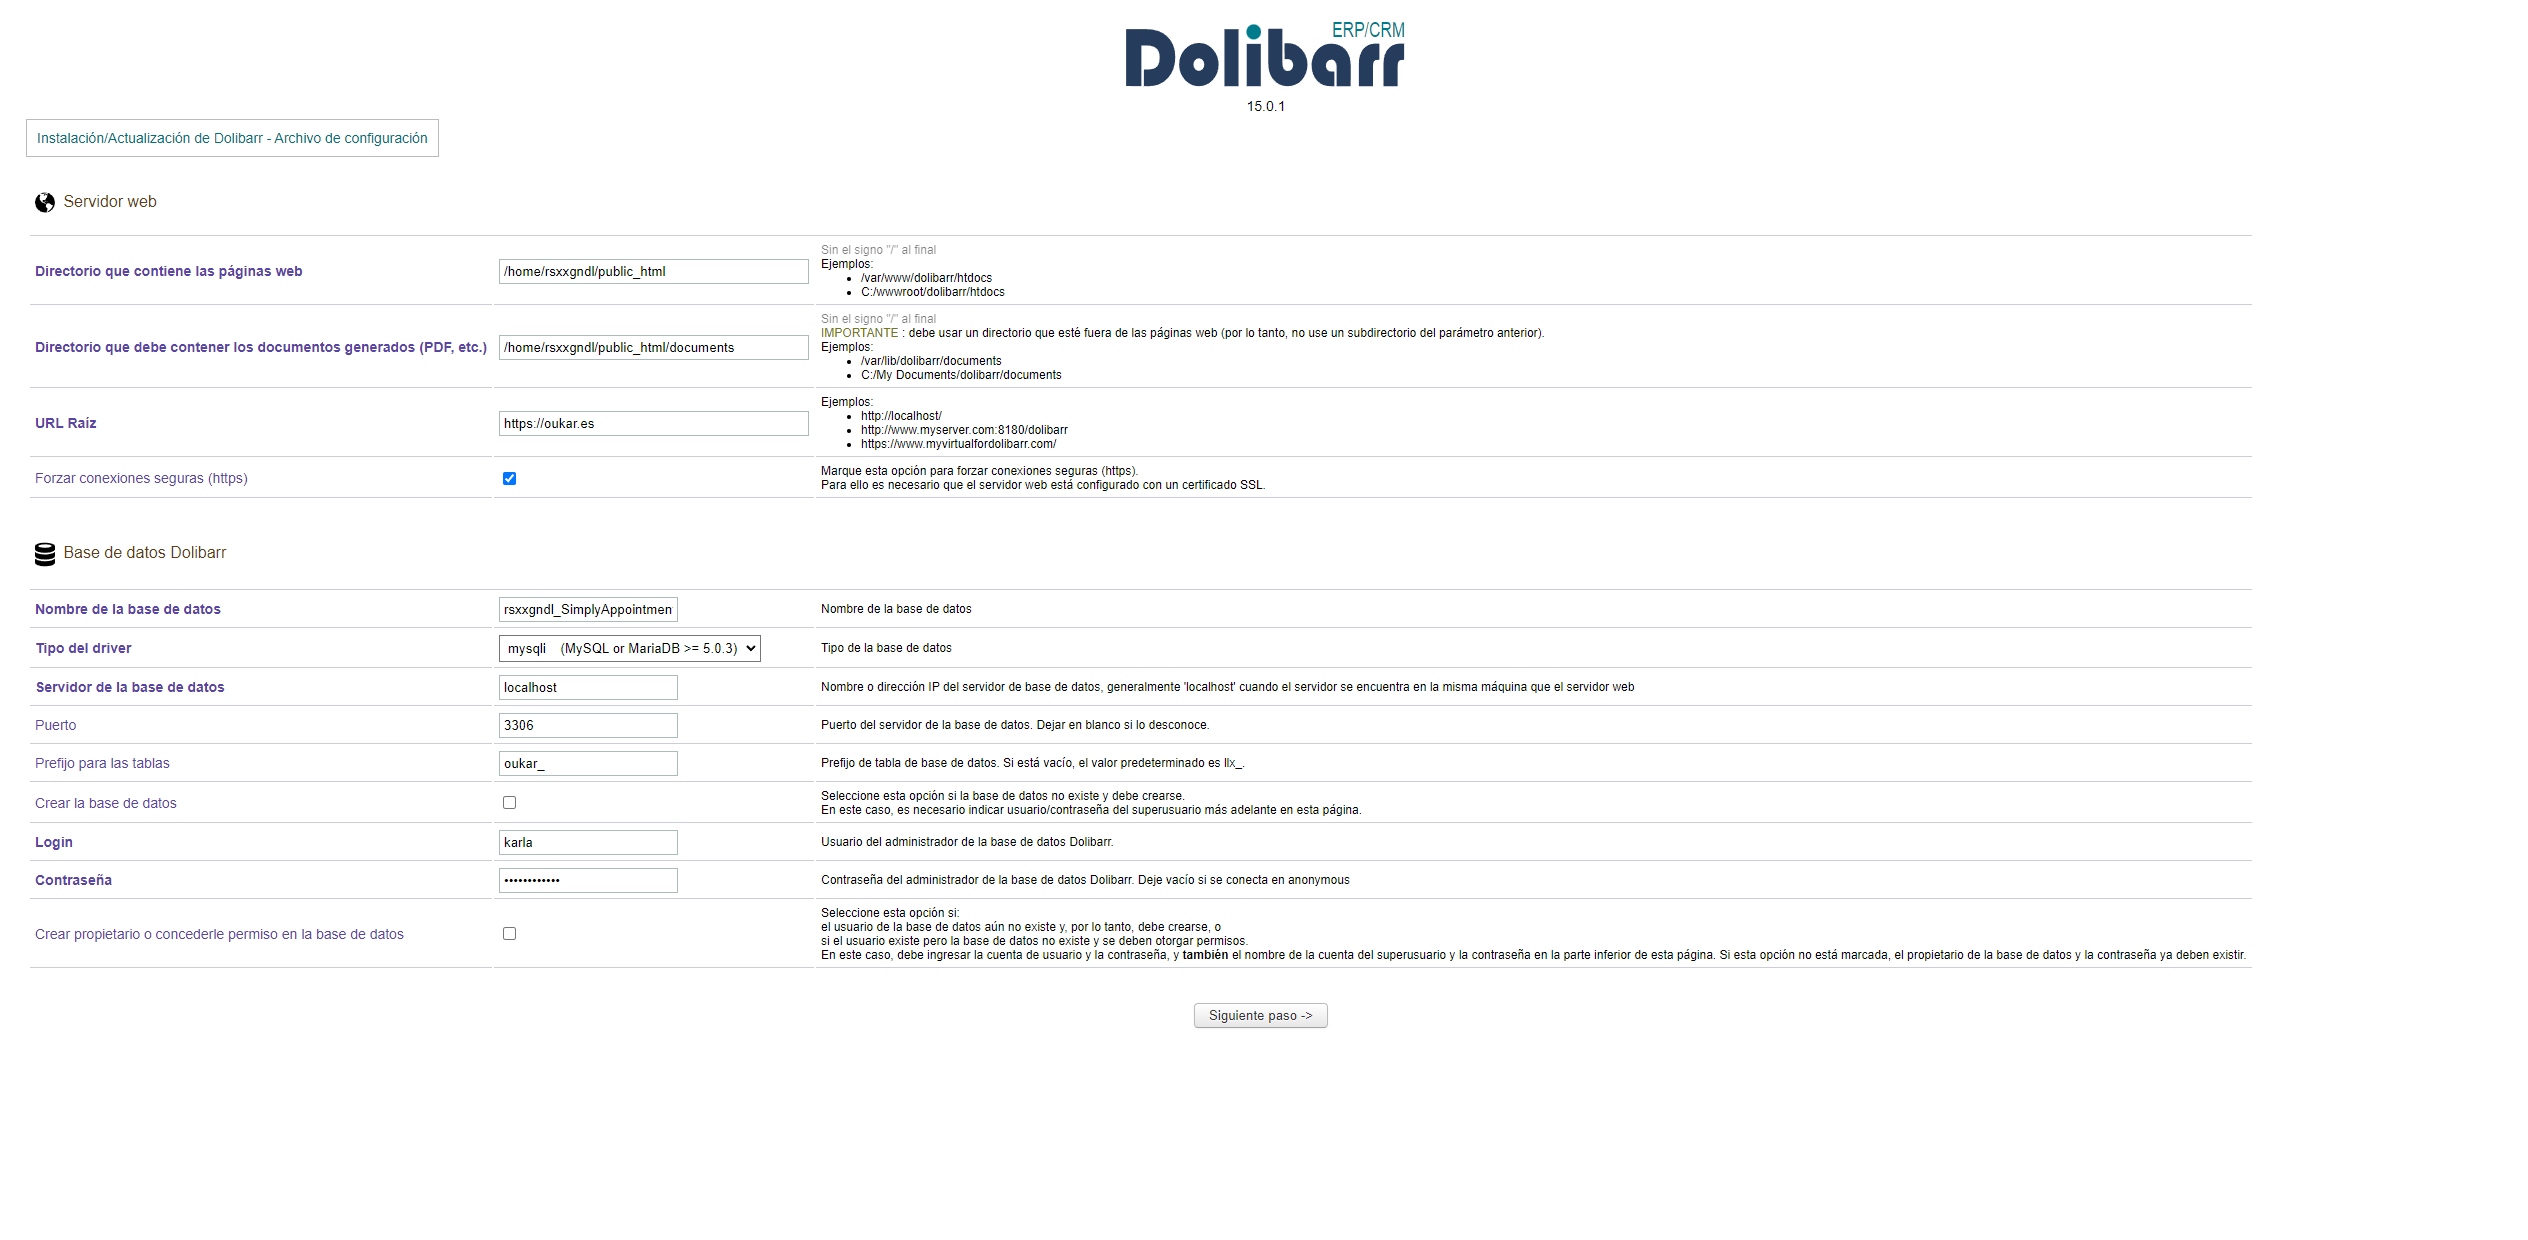 ERP/CRM
Dolibarr
15.0.1
Instalación/Actualización de Dolibarr - Archivo de configuración
Servidor web
Directorio que contiene las páginas web
/home/rsxxgndl/public_html
Sin el signo "/" al final
Ejemplos:
• /var/www/dolibarr/htdocs
• C:/wwwroot/dolibarr/htdocs
Directorio que debe contener los documentos generados (PDF, etc.)
/home/rsxxgndl/public_html/documents
Sin el signo "/" al final
IMPORTANTE : debe usar un directorio que esté fuera de las páginas web (por lo tanto, no use un subdirectorio del parámetro anterior).
Ejemplos:
• /var/lib/dolibarr/documents
• C:/My Documents/dolibarr/documents
URL Raíz
https://oukar.es
Ejemplos:
• http://localhost/
• http://www.myserver.com:8180/dolibarr
• https://www.myvirtualfordolibarr.com/
Forzar conexiones seguras (https)
Marque esta opción para forzar conexiones seguras (https).
Para ello es necesario que el servidor web está configurado con un certificado SSL.
Base de datos Dolibarr
Nombre de la base de datos
rsxxgndl_SimplyAppointmen
Nombre de la base de datos
Tipo del driver
mysqli (MySQL or MariaDB >= 5.0.3)
Tipo de la base de datos
Servidor de la base de datos
localhost
Nombre o dirección IP del servidor de base de datos, generalmente 'localhost' cuando el servidor se encuentra en la misma máquina que el servidor web
Puerto
3306
Puerto del servidor de la base de datos. Dejar en blanco si lo desconoce.
Prefijo para las tablas
oukar_
Prefijo de tabla de base de datos. Si está vacío, el valor predeterminado es llx_.
Crear la base de datos
Seleccione esta opción si la base de datos no existe y debe crearse.
En este caso, es necesario indicar usuario/contraseña del superusuario más adelante en esta página.
Login
karla
Usuario del administrador de la base de datos Dolibarr.
Contraseña
••••••••••••
Contraseña del administrador de la base de datos Dolibarr. Deje vacío si se conecta en anonymous
Crear propietario o concederle permiso en la base de datos
Seleccione esta opción si:
el usuario de la base de datos aún no existe y, por lo tanto, debe crearse, o
si el usuario existe pero la base de datos no existe y se deben otorgar permisos.
En este caso, debe ingresar la cuenta de usuario y la contraseña, y también el nombre de la cuenta del superusuario y la contraseña en la parte inferior de esta página. Si esta opción no está marcada, el propietario de la base de datos y la contraseña ya deben existir.
Siguiente paso ->